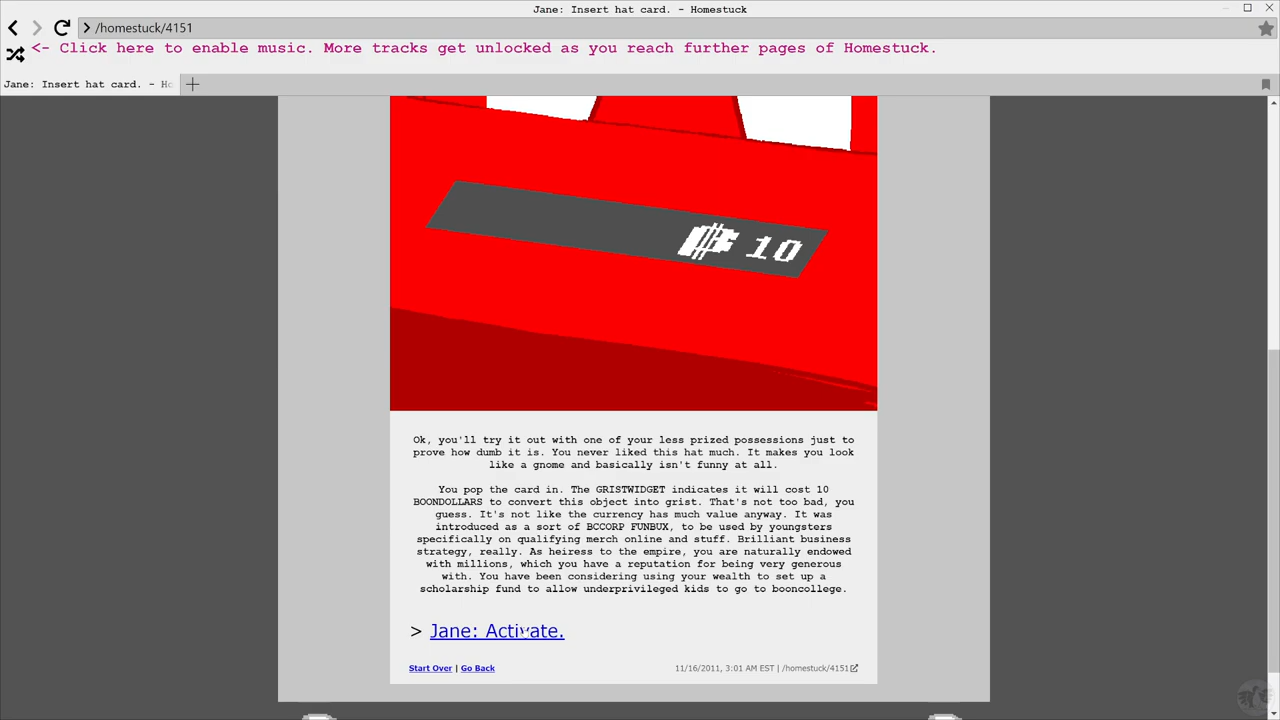 Jane: Insert hat card. - Homestuck
/homestuck/4151
<- Click here to enable music. More tracks get unlocked as you reach further pages of Homestuck.
Jane: Insert hat card. - Ho
10
Ok, you'll try it out with one of your less prized possessions just to
prove how dumb it is. You never liked this hat much. It makes you look
like a gnome and basically isn't funny at all.
You pop the card in. The GRISTWIDGET indicates it will cost 10
BOONDOLLARS to convert this object into grist. That's not too bad, you
guess. It's not like the currency has much value anyway. It was
introduced as a sort of BCCORP FUNBUX, to be used by youngsters
specifically on qualifying merch online and stuff. Brilliant business
strategy, really. As heiress to the empire, you are naturally endowed
with millions, which you have a reputation for being very generous
with. You have been considering using your wealth to set up a
scholarship fund to allow underprivileged kids to go to booncollege.
> Jane: Activate.
Start Over | Go Back
11/16/2011, 3:01 AM EST | /homestuck/4151